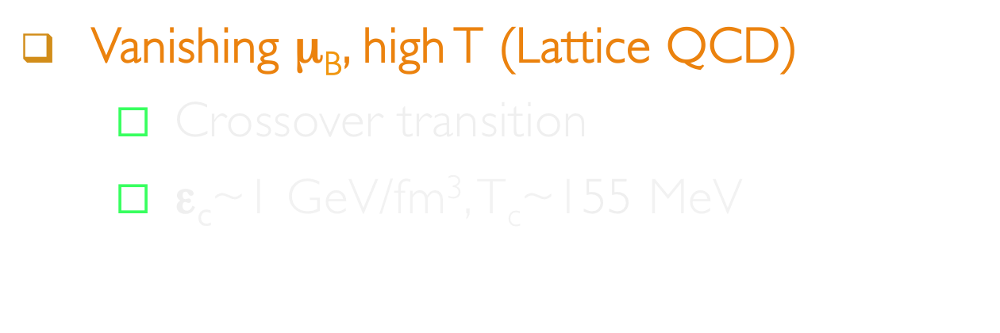 ❑ Vanishing μB, high T (Lattice QCD)
□ Crossover transition
□ εc~1 GeV/fm³, Tc~155 MeV